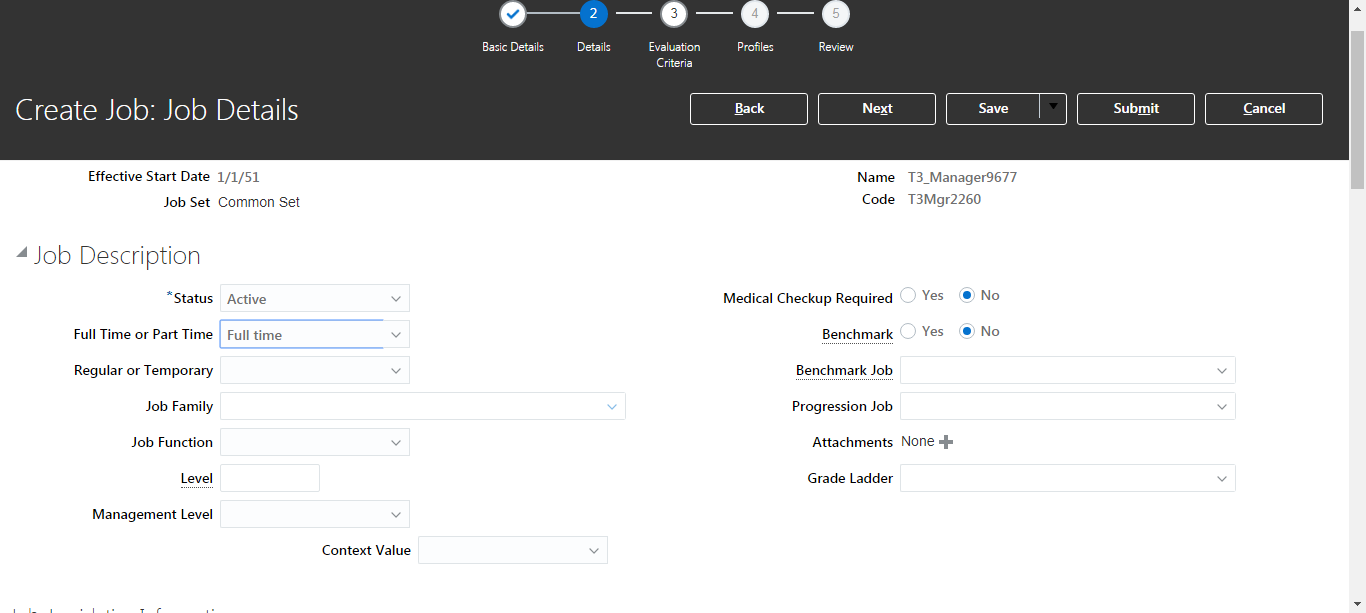 2 3 4 5
Basic Details Details Evaluation Criteria Profiles Review
Create Job: Job Details
Back Next Save Submit Cancel
Effective Start Date 1/1/51
Name T3_Manager9677
Job Set Common Set
Code T3Mgr2260
Job Description
*Status Active
Medical Checkup Required Yes No
Full Time or Part Time Full time
Benchmark Yes No
Regular or Temporary
Benchmark Job
Job Family
Progression Job
Job Function
Attachments None
Level
Grade Ladder
Management Level
Context Value